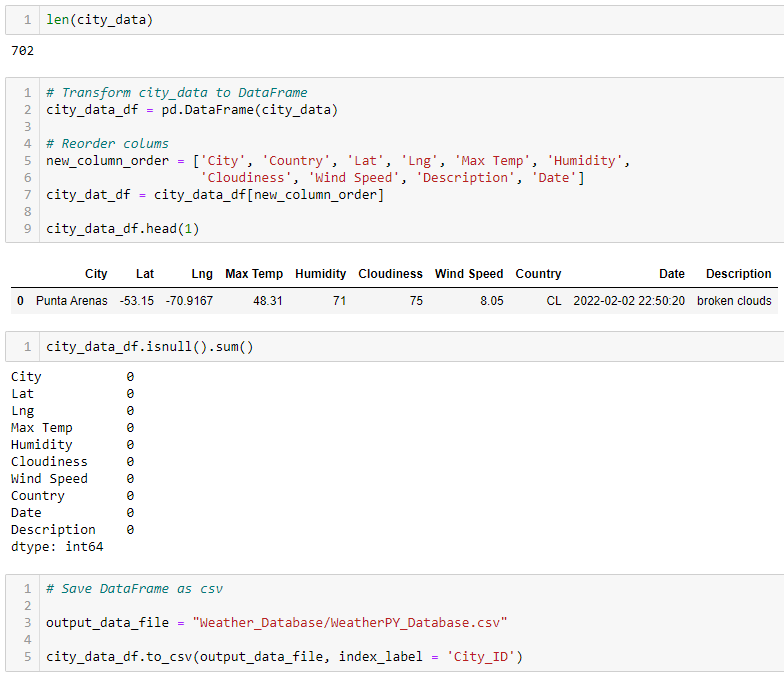 1 len(city_data)
702
1 # Transform city_data to DataFrame
2 city_data_df = pd.DataFrame(city_data)
3
4 # Reorder colums
5 new_column_order = ['City', 'Country', 'Lat', 'Lng', 'Max Temp', 'Humidity',
6 'Cloudiness', 'Wind Speed', 'Description', 'Date']
7 city_dat_df = city_data_df[new_column_order]
8
9 city_data_df.head(1)
City Lat Lng Max Temp Humidity Cloudiness Wind Speed Country Date Description
0 Punta Arenas -53.15 -70.9167 48.31 71 75 8.05 CL 2022-02-02 22:50:20 broken clouds
1 city_data_df.isnull().sum()
City 0
Lat 0
Lng 0
Max Temp 0
Humidity 0
Cloudiness 0
Wind Speed 0
Country 0
Date 0
Description 0
dtype: int64
1 # Save DataFrame as csv
2
3 output_data_file = "Weather_Database/WeatherPY_Database.csv"
4
5 city_data_df.to_csv(output_data_file, index_label = 'City_ID')